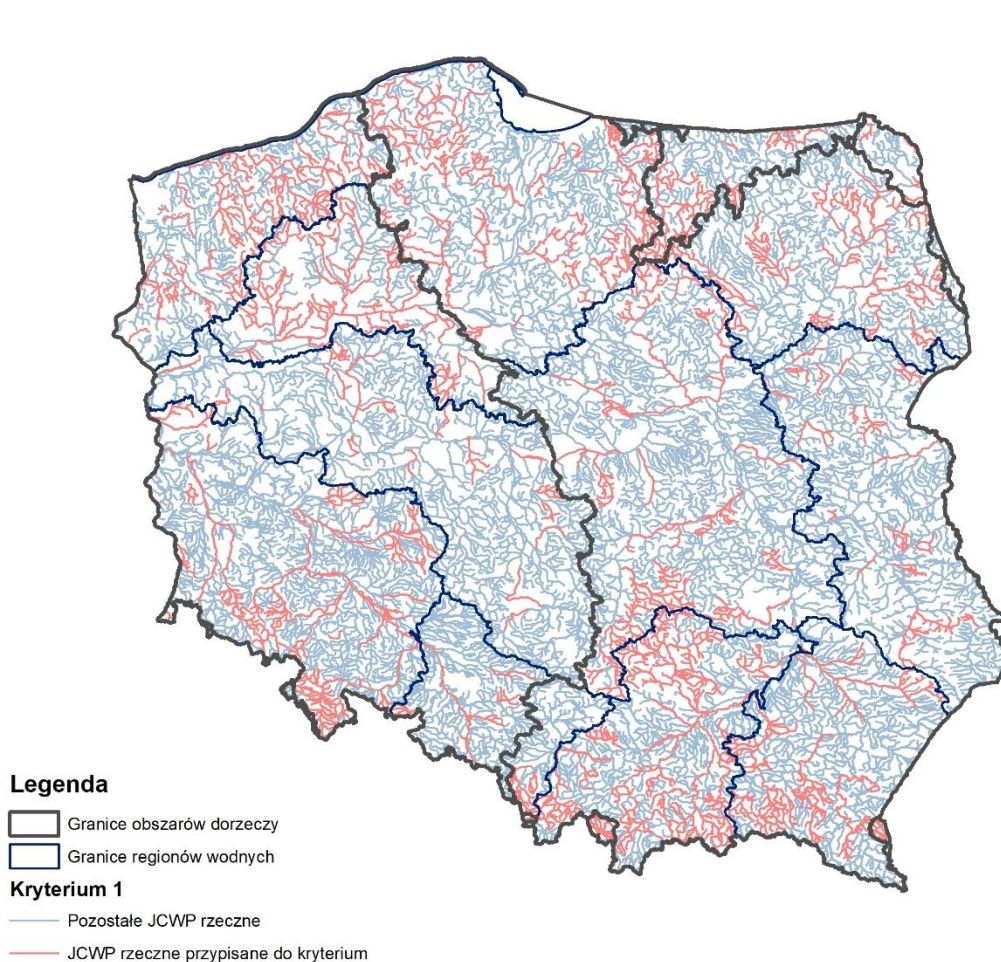 Legenda
Granice obszarów dorzeczy
Granice regionów wodnych
Kryterium 1
Pozostałe JCWP rzeczne
JCWP rzeczne przypisane do kryterium